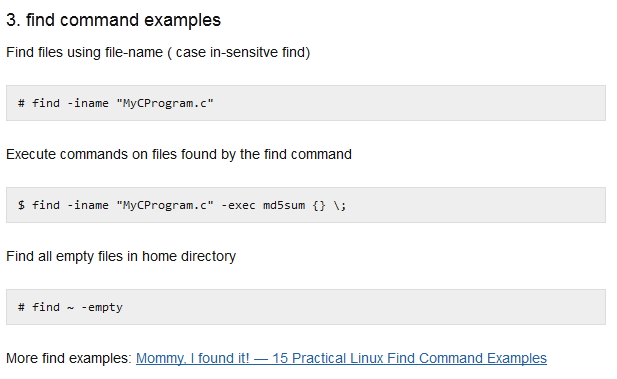 3. find command examples
Find files using file-name ( case in-sensitve find)
# find -iname "MyCProgram.c"
Execute commands on files found by the find command
$ find -iname "MyCProgram.c" -exec md5sum {} \;
Find all empty files in home directory
# find ~ -empty
More find examples: Mommy, I found it! — 15 Practical Linux Find Command Examples